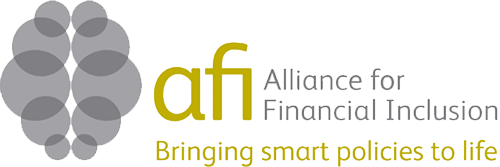 afi
Alliance for
Financial Inclusion
Bringing smart policies to life